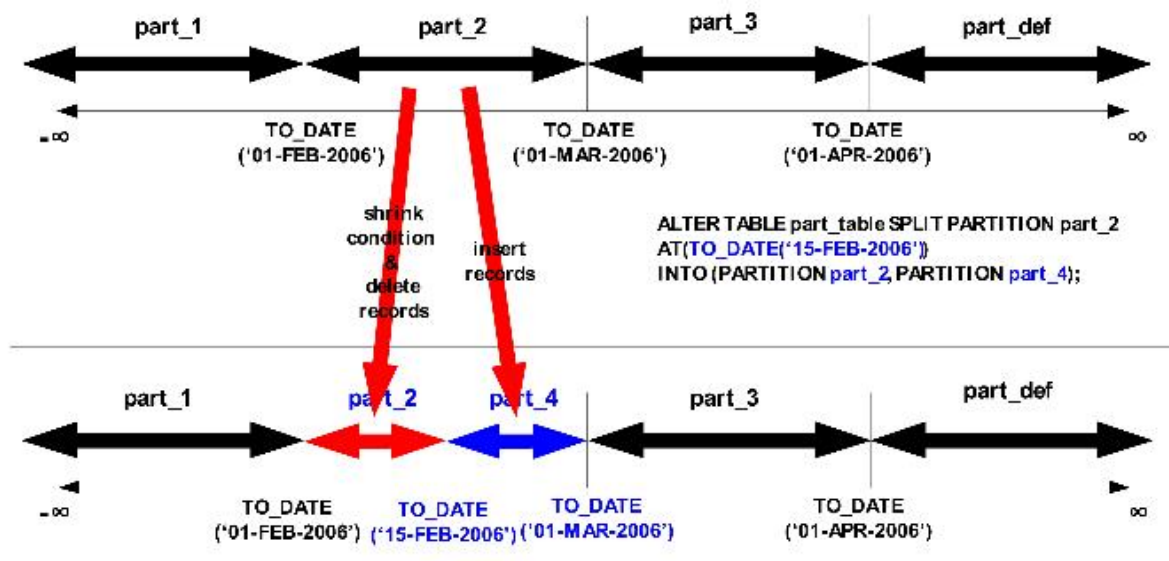 part_1 part_2 part_3 part_def
-∞ TO_DATE TO_DATE TO_DATE ∞
('01-FEB-2006') ('01-MAR-2006') ('01-APR-2006')
shrink
condition
&
delete
records
insert
records
ALTER TABLE part_table SPLIT PARTITION part_2
AT(TO_DATE('15-FEB-2006'))
INTO (PARTITION part_2, PARTITION part_4);
part_1 part_2 part_4 part_3 part_def
-∞ TO_DATE TO_DATE TO_DATE TO_DATE ∞
('01-FEB-2006') ('15-FEB-2006') ('01-MAR-2006') ('01-APR-2006')